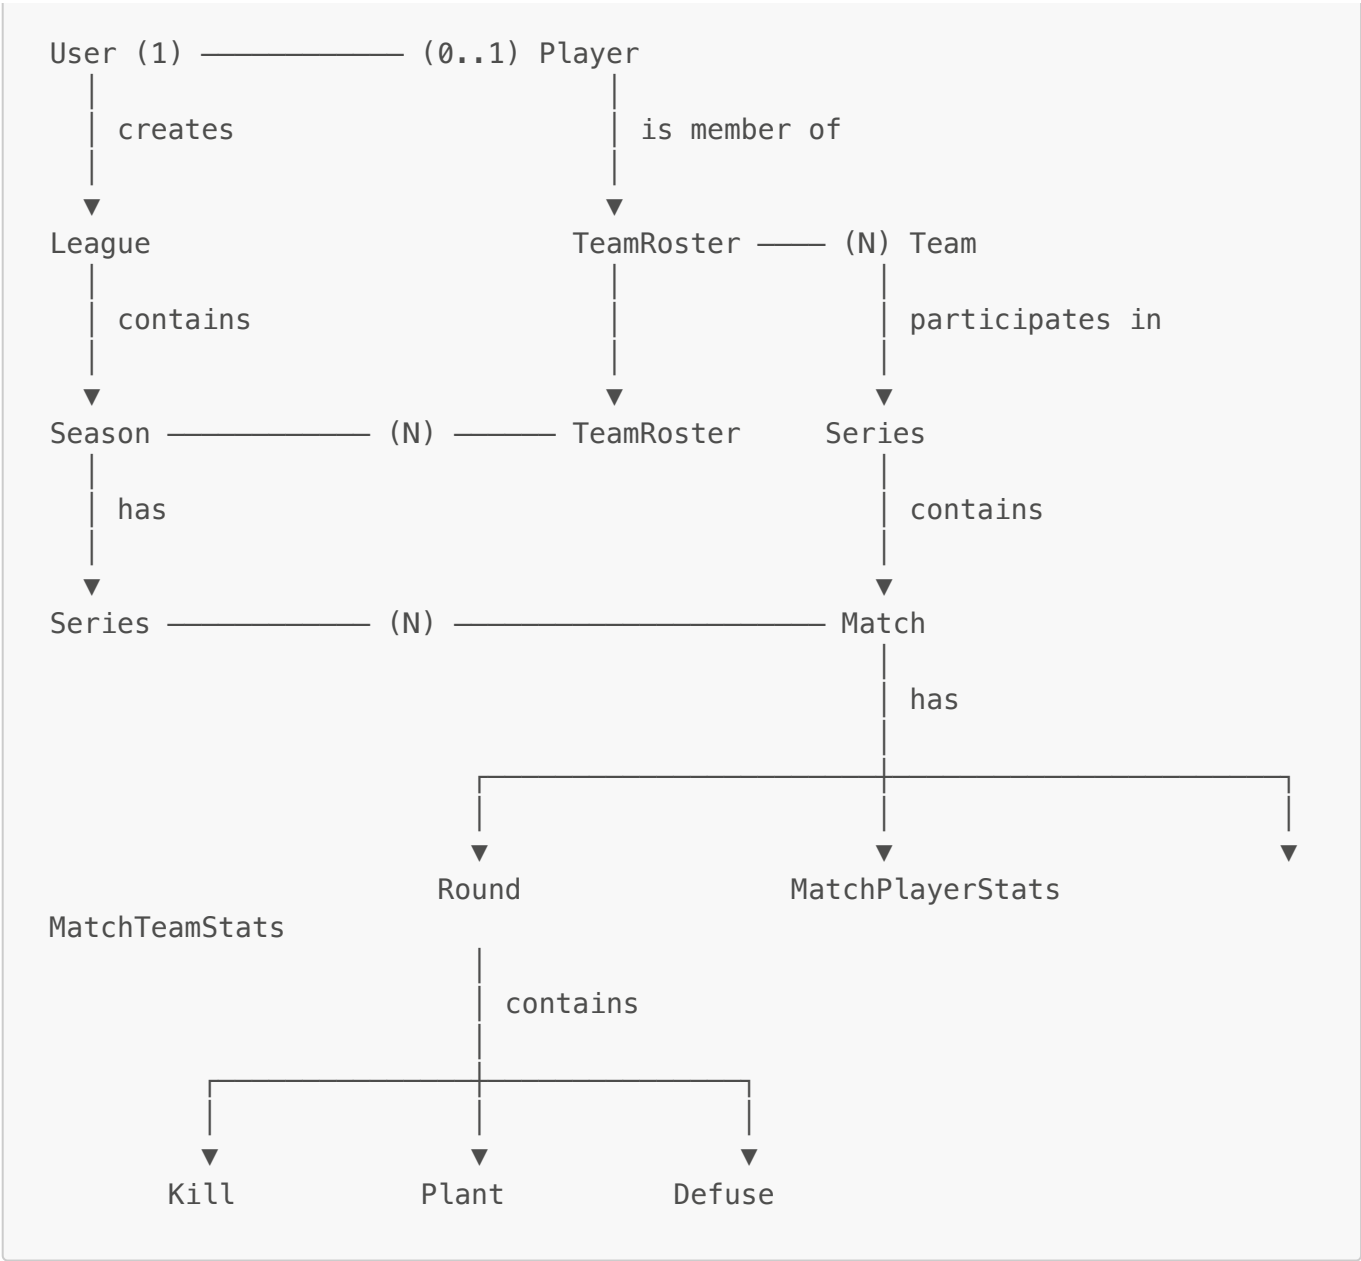 User (1) ──────────── (0..1) Player
creates is member of
▼ ▼
League TeamRoster ──── (N) Team
contains participates in
▼ ▼ ▼
Season ──────────── (N) ────── TeamRoster Series
has contains
▼ ▼
Series ──────────── (N) ────────────────────── Match
has
▼ ▼ ▼
Round MatchPlayerStats
MatchTeamStats
contains
▼ ▼ ▼
Kill Plant Defuse